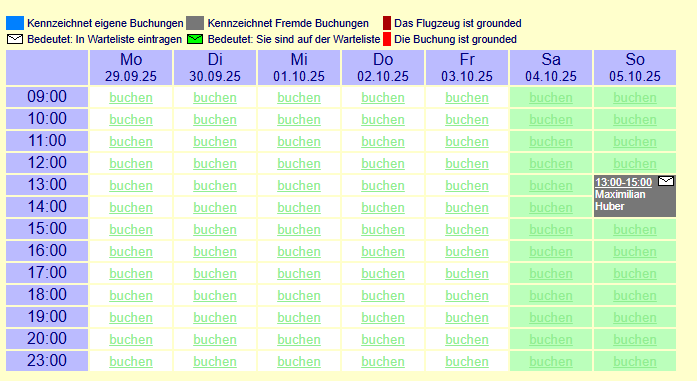 Kennzeichnet eigene Buchungen Kennzeichnet Fremde Buchungen Das Flugzeug ist grounded
Bedeutet: In Warteliste eintragen Bedeutet: Sie sind auf der Warteliste Die Buchung ist grounded
Mo Di Mi Do Fr Sa So
29.09.25 30.09.25 01.10.25 02.10.25 03.10.25 04.10.25 05.10.25
09:00 buchen buchen buchen buchen buchen buchen buchen
10:00 buchen buchen buchen buchen buchen buchen buchen
11:00 buchen buchen buchen buchen buchen buchen buchen
12:00 buchen buchen buchen buchen buchen buchen buchen
13:00 buchen buchen buchen buchen buchen buchen 13:00-15:00
Maximilian
Huber
14:00 buchen buchen buchen buchen buchen buchen
15:00 buchen buchen buchen buchen buchen buchen buchen
16:00 buchen buchen buchen buchen buchen buchen buchen
17:00 buchen buchen buchen buchen buchen buchen buchen
18:00 buchen buchen buchen buchen buchen buchen buchen
19:00 buchen buchen buchen buchen buchen buchen buchen
20:00 buchen buchen buchen buchen buchen buchen buchen
23:00 buchen buchen buchen buchen buchen buchen buchen